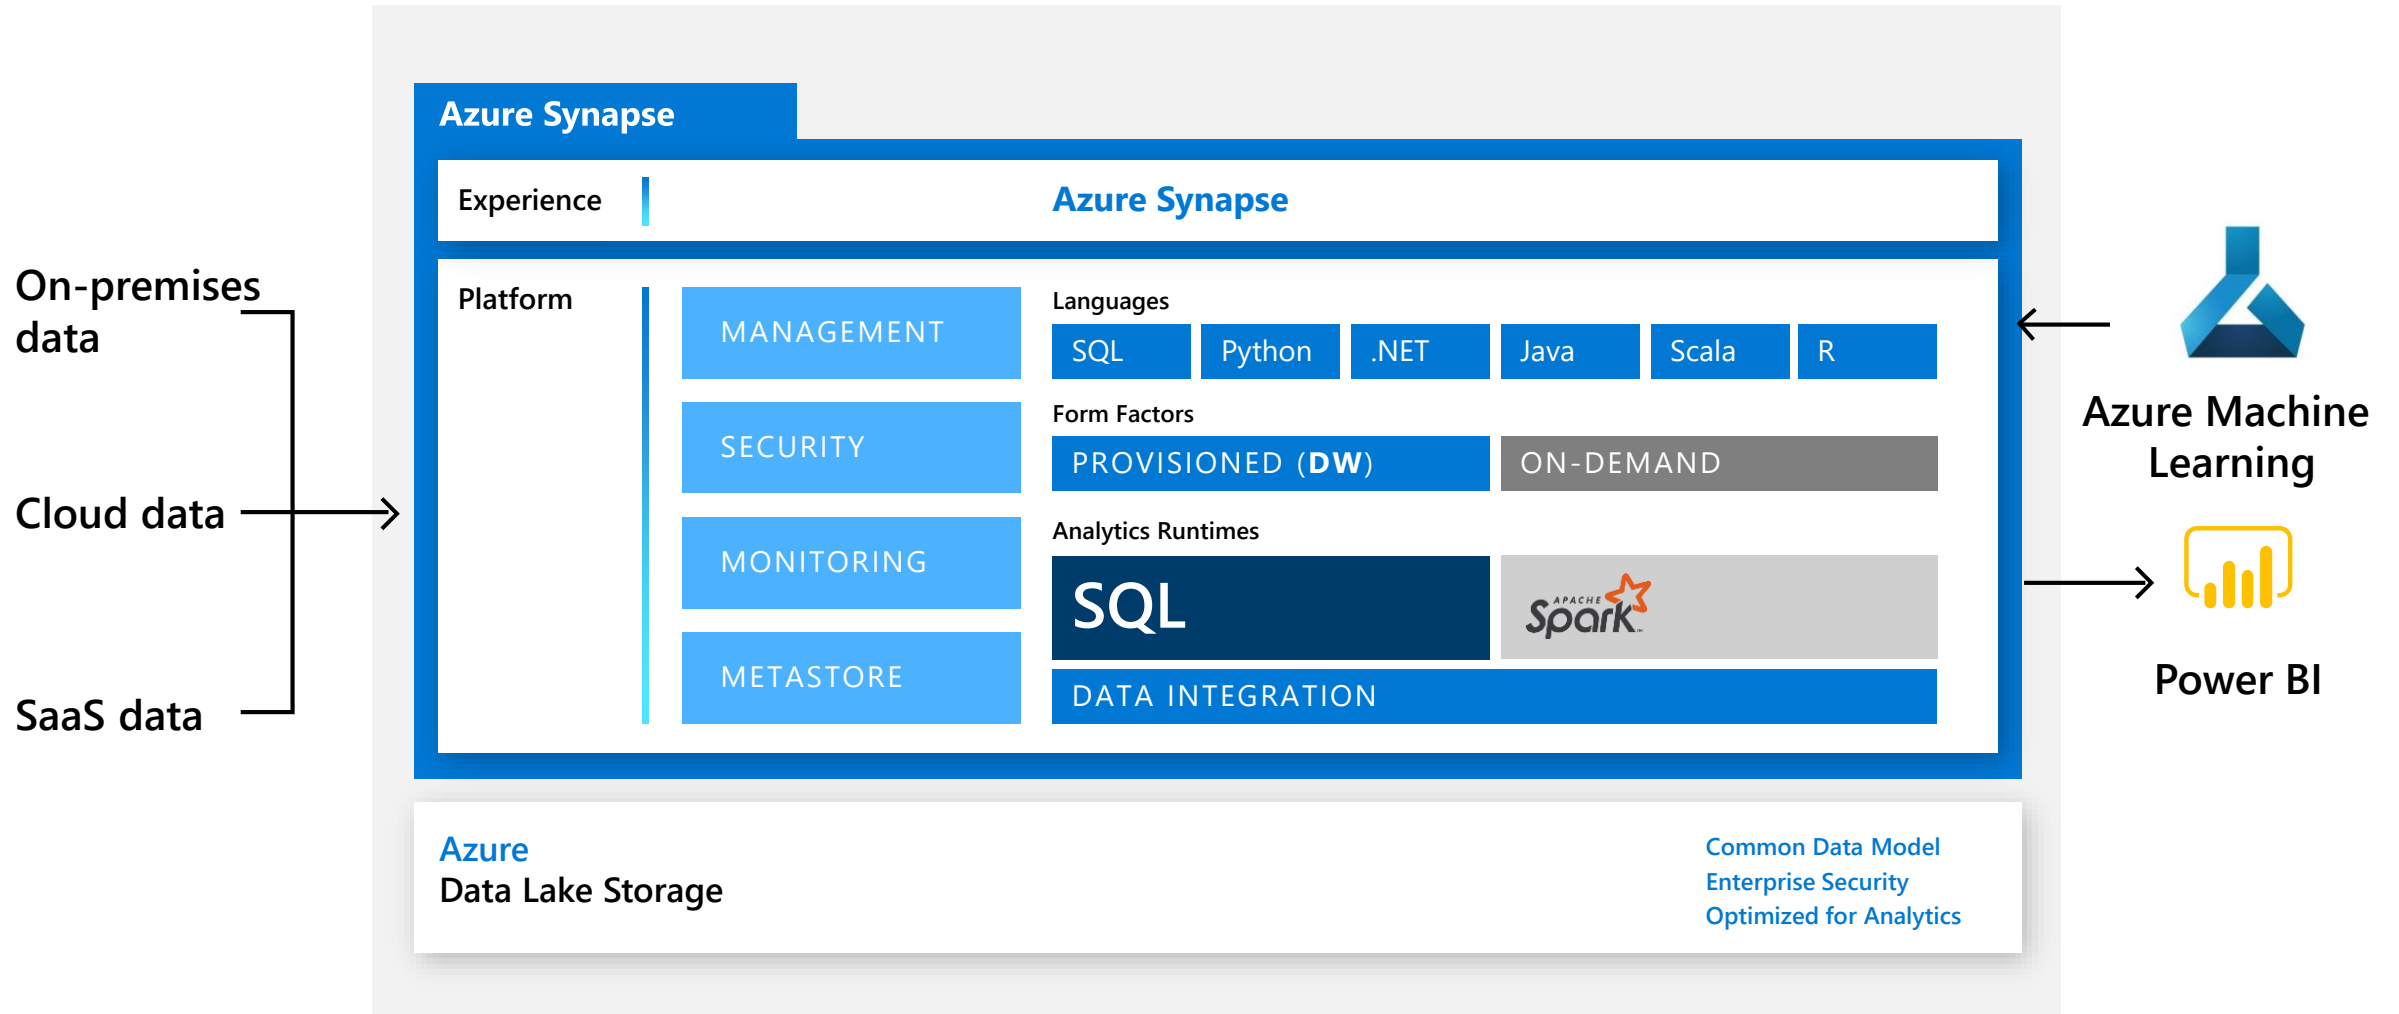 Azure Synapse
Experience
Azure Synapse
On-premises
data
Cloud data
SaaS data
Platform
MANAGEMENT
SECURITY
MONITORING
METASTORE
Languages
SQL
Python
.NET
Java
Scala
R
Form Factors
PROVISIONED (DW)
ON-DEMAND
Analytics Runtimes
SQL
APACHE
Spark™
DATA INTEGRATION
Azure Machine
Learning
Power BI
Azure
Data Lake Storage
Common Data Model
Enterprise Security
Optimized for Analytics